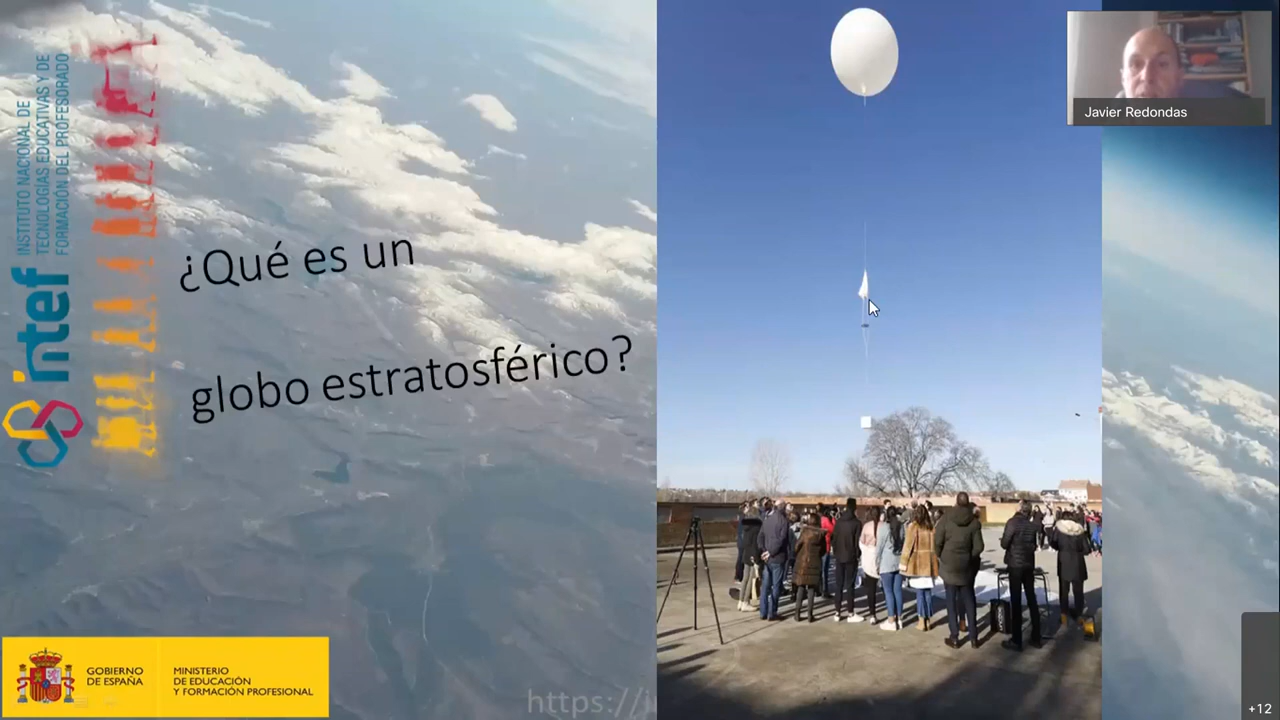 INSTITUTO NACIONAL DE
TECNOLOGÍAS EDUCATIVAS Y DE
FORMACIÓN DEL PROFESORADO
intef
¿Qué es un
globo estratosférico?
GOBIERNO
DE ESPAÑA
MINISTERIO
DE EDUCACIÓN
Y FORMACIÓN PROFESIONAL
https://i
Javier Redondas
+12